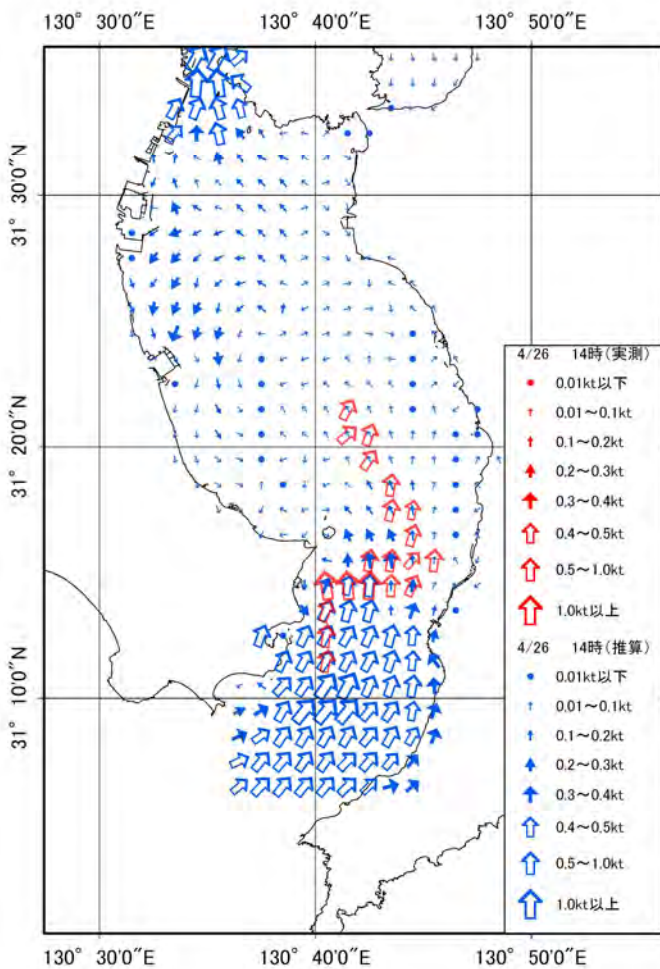 130° 30'0"E 130° 40'0"E 130° 50'0"E
31° 30'0"N
31° 20'0"N
31° 10'0"N
4/26 14時(実測)
0.01kt以下
0.01～0.1kt
0.1～0.2kt
0.2～0.3kt
0.3～0.4kt
0.4～0.5kt
0.5～1.0kt
1.0kt以上
4/26 14時(推算)
0.01kt以下
0.01～0.1kt
0.1～0.2kt
0.2～0.3kt
0.3～0.4kt
0.4～0.5kt
0.5～1.0kt
1.0kt以上
130° 30'0"E 130° 40'0"E 130° 50'0"E